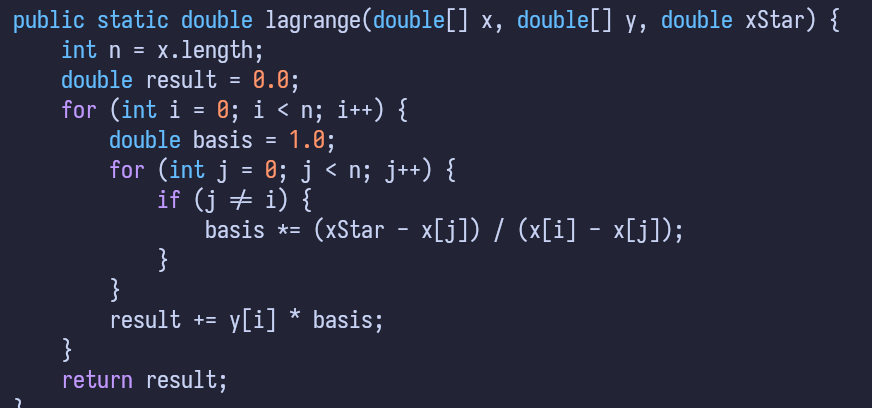 public static double lagrange(double[] x, double[] y, double xStar) {
    int n = x.length;
    double result = 0.0;
    for (int i = 0; i < n; i++) {
        double basis = 1.0;
        for (int j = 0; j < n; j++) {
            if (j != i) {
                basis *= (xStar - x[j]) / (x[i] - x[j]);
            }
        }
        result += y[i] * basis;
    }
    return result;
}